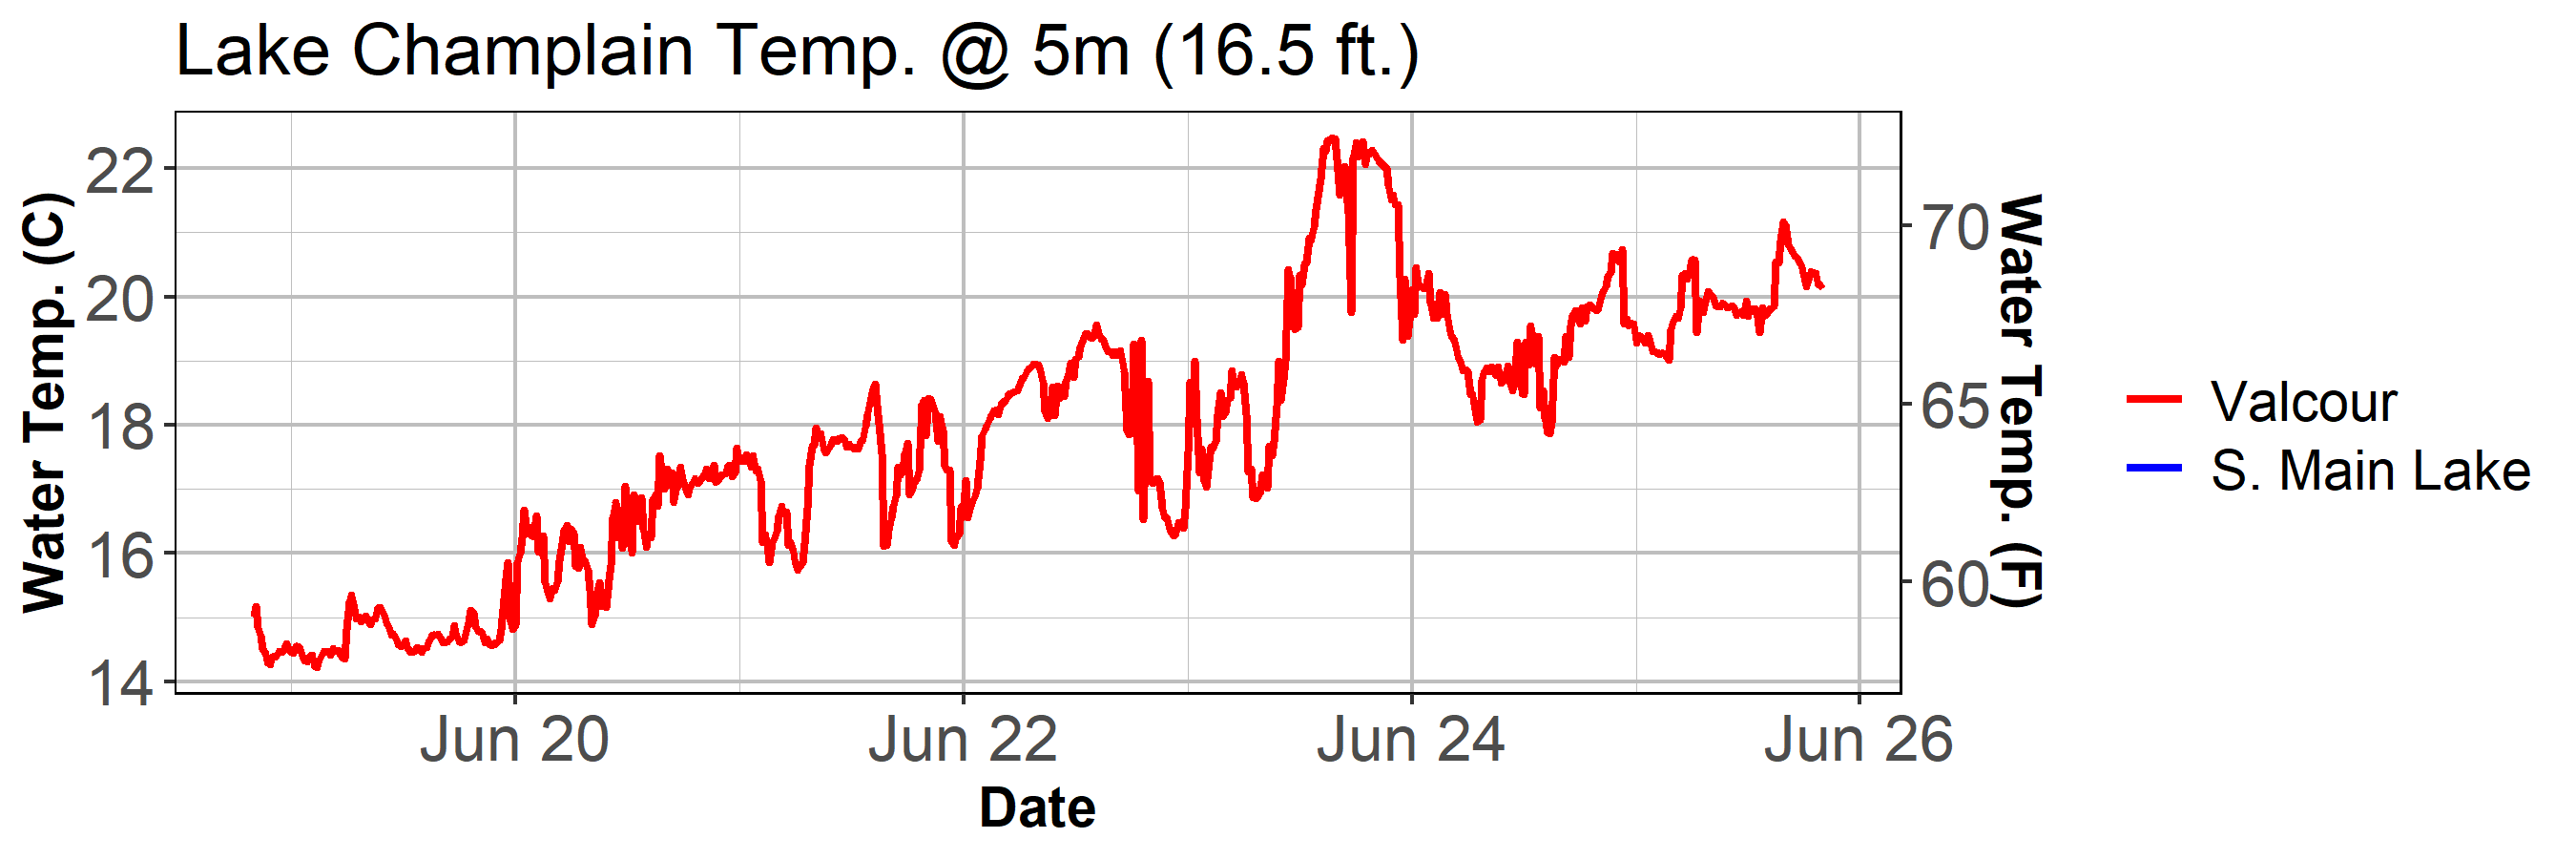 Lake Champlain Temp. @ 5m (16.5 ft.)
Water Temp. (C)
22
20
18
16
14
70
65
60
Water Temp. (F)
Jun 20
Jun 22
Jun 24
Jun 26
Date
Valcour
S. Main Lake